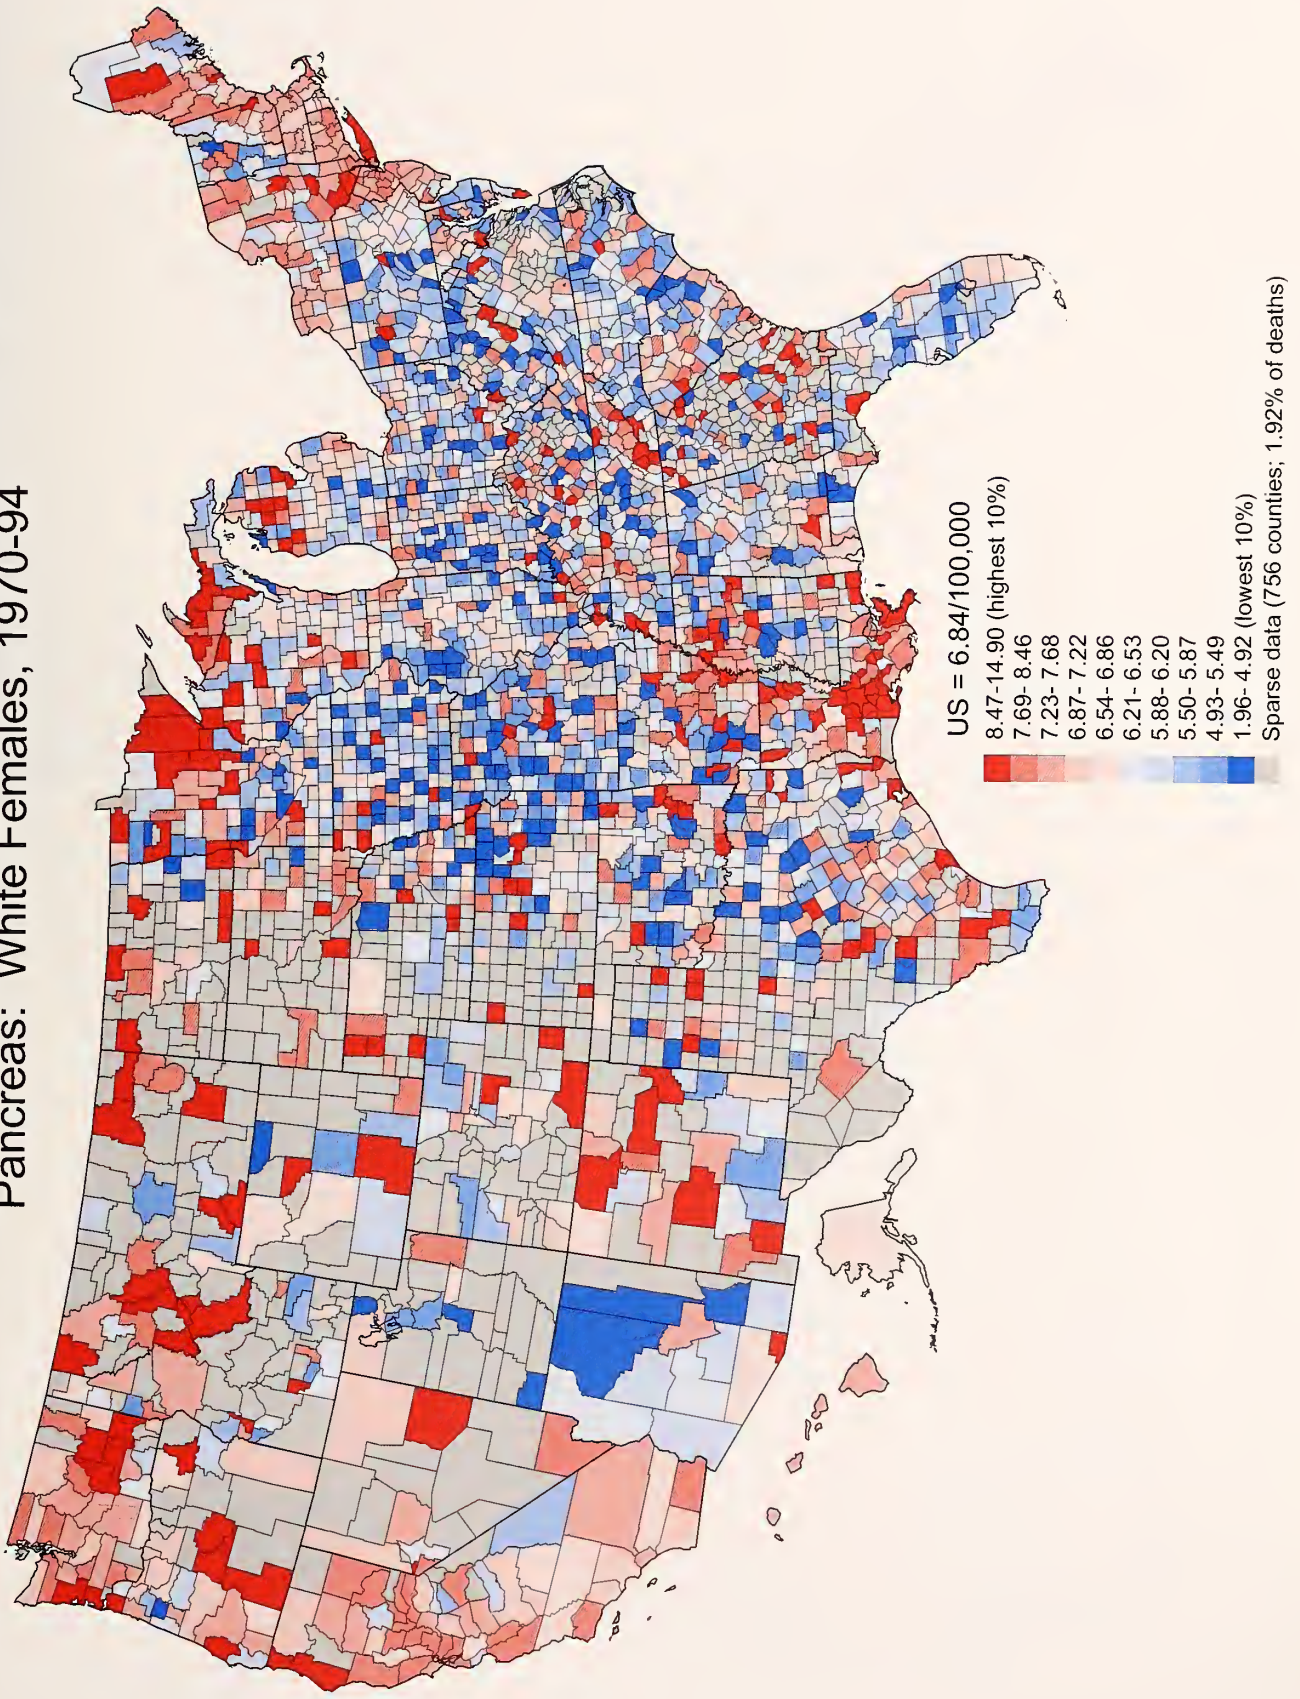 Pancreas: White Females, 1970-94
US = 6.84/100,000
8.47-14.90 (highest 10%)
7.69- 8.46
7.23- 7.68
6.87- 7.22
6.54- 6.86
6.21- 6.53
5.88- 6.20
5.50- 5.87
4.93- 5.49
1.96- 4.92 (lowest 10%)
Sparse data (756 counties; 1.92% of deaths)